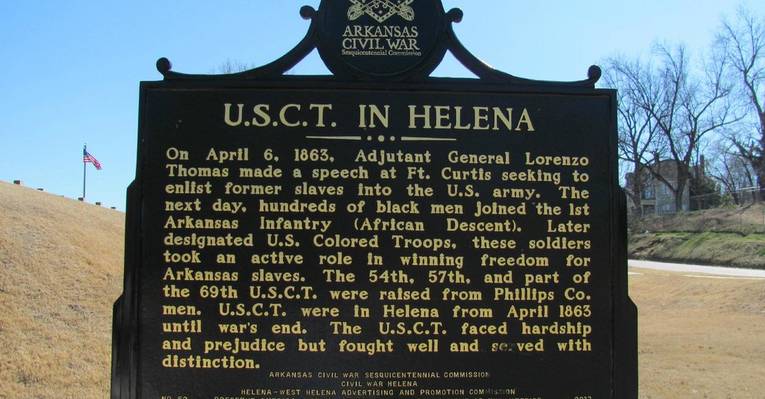 ARKANSAS
CIVIL WAR
Sesquicentennial Commission
U.S.C.T. IN HELENA
On April 6, 1863, Adjutant General Lorenzo
Thomas made a speech at Ft. Curtis seeking to
enlist former slaves into the U.S. army. The
next day, hundreds of black men joined the 1st
Arkansas Infantry (African Descent). Later
designated U.S. Colored Troops, these soldiers
took an active role in winning freedom for
Arkansas slaves. The 54th, 57th, and part of
the 69th U.S.C.T. were raised from Phillips Co.
men. U.S.C.T. were in Helena from April 1863
until war's end. The U.S.C.T. faced hardship
and prejudice but fought well and served with
distinction.
ARKANSAS CIVIL WAR SESQUICENTENNIAL COMMISSION
CIVIL WAR HELENA
HELENA-WEST HELENA ADVERTISING AND PROMOTION COMMISSION